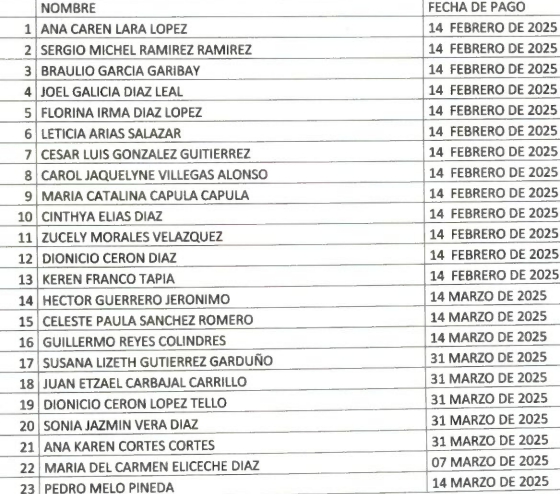 NOMBRE FECHA DE PAGO
1 ANA CAREN LARA LOPEZ 14 FEBRERO DE 2025
2 SERGIO MICHEL RAMIREZ RAMIREZ 14 FEBRERO DE 2025
3 BRAULIO GARCIA GARIBAY 14 FEBRERO DE 2025
4 JOEL GALICIA DIAZ LEAL 14 FEBRERO DE 2025
5 FLORINA IRMA DIAZ LOPEZ 14 FEBRERO DE 2025
6 LETICIA ARIAS SALAZAR 14 FEBRERO DE 2025
7 CESAR LUIS GONZALEZ GUITIERREZ 14 FEBRERO DE 2025
8 CAROL JAQUELYNE VILLEGAS ALONSO 14 FEBRERO DE 2025
9 MARIA CATALINA CAPULA CAPULA 14 FEBRERO DE 2025
10 CINTHYA ELIAS DIAZ 14 FEBRERO DE 2025
11 ZUCELY MORALES VELAZQUEZ 14 FEBRERO DE 2025
12 DIONICIO CERON DIAZ 14 FEBRERO DE 2025
13 KEREN FRANCO TAPIA 14 FEBRERO DE 2025
14 HECTOR GUERRERO JERONIMO 14 MARZO DE 2025
15 CELESTE PAULA SANCHEZ ROMERO 14 MARZO DE 2025
16 GUILLERMO REYES COLINDRES 14 MARZO DE 2025
17 SUSANA LIZETH GUTIERREZ GARDUÑO 31 MARZO DE 2025
18 JUAN ETZAEL CARBAJAL CARRILLO 31 MARZO DE 2025
19 DIONICIO CERON LOPEZ TELLO 31 MARZO DE 2025
20 SONIA JAZMIN VERA DIAZ 31 MARZO DE 2025
21 ANA KAREN CORTES CORTES 31 MARZO DE 2025
22 MARIA DEL CARMEN ELICECHE DIAZ 07 MARZO DE 2025
23 PEDRO MELO PINEDA 14 MARZO DE 2025